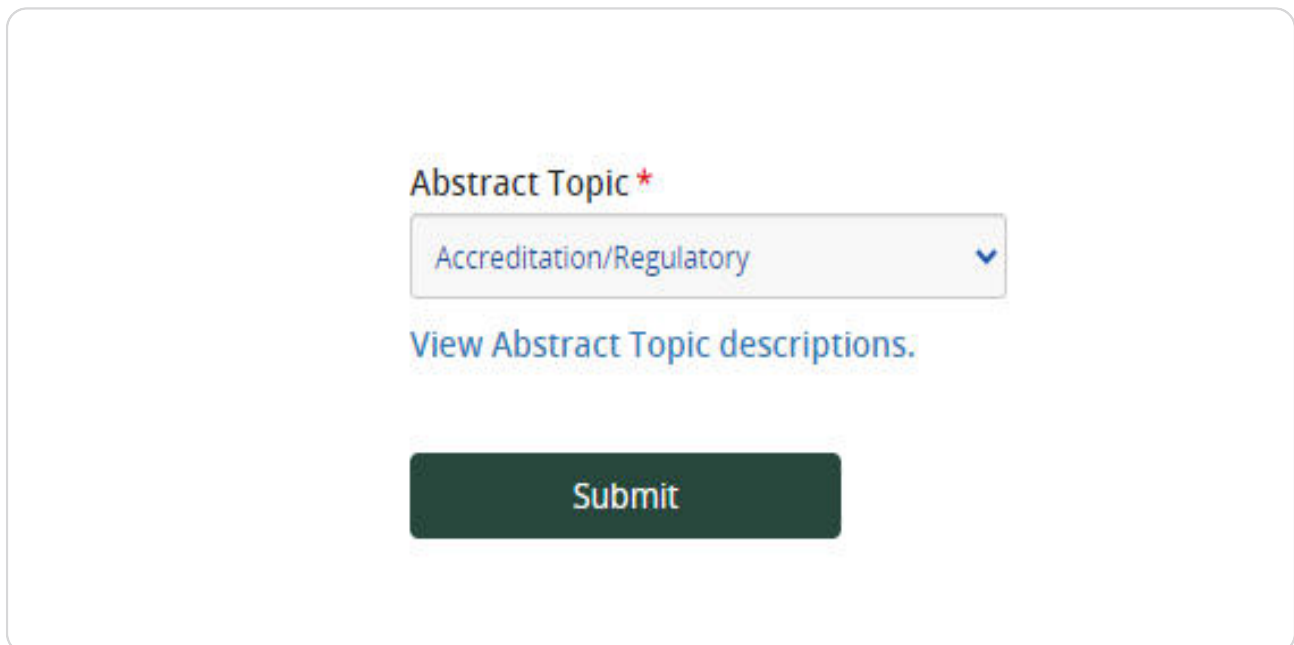 Abstract Topic *
Accreditation/Regulatory
View Abstract Topic descriptions.
Submit